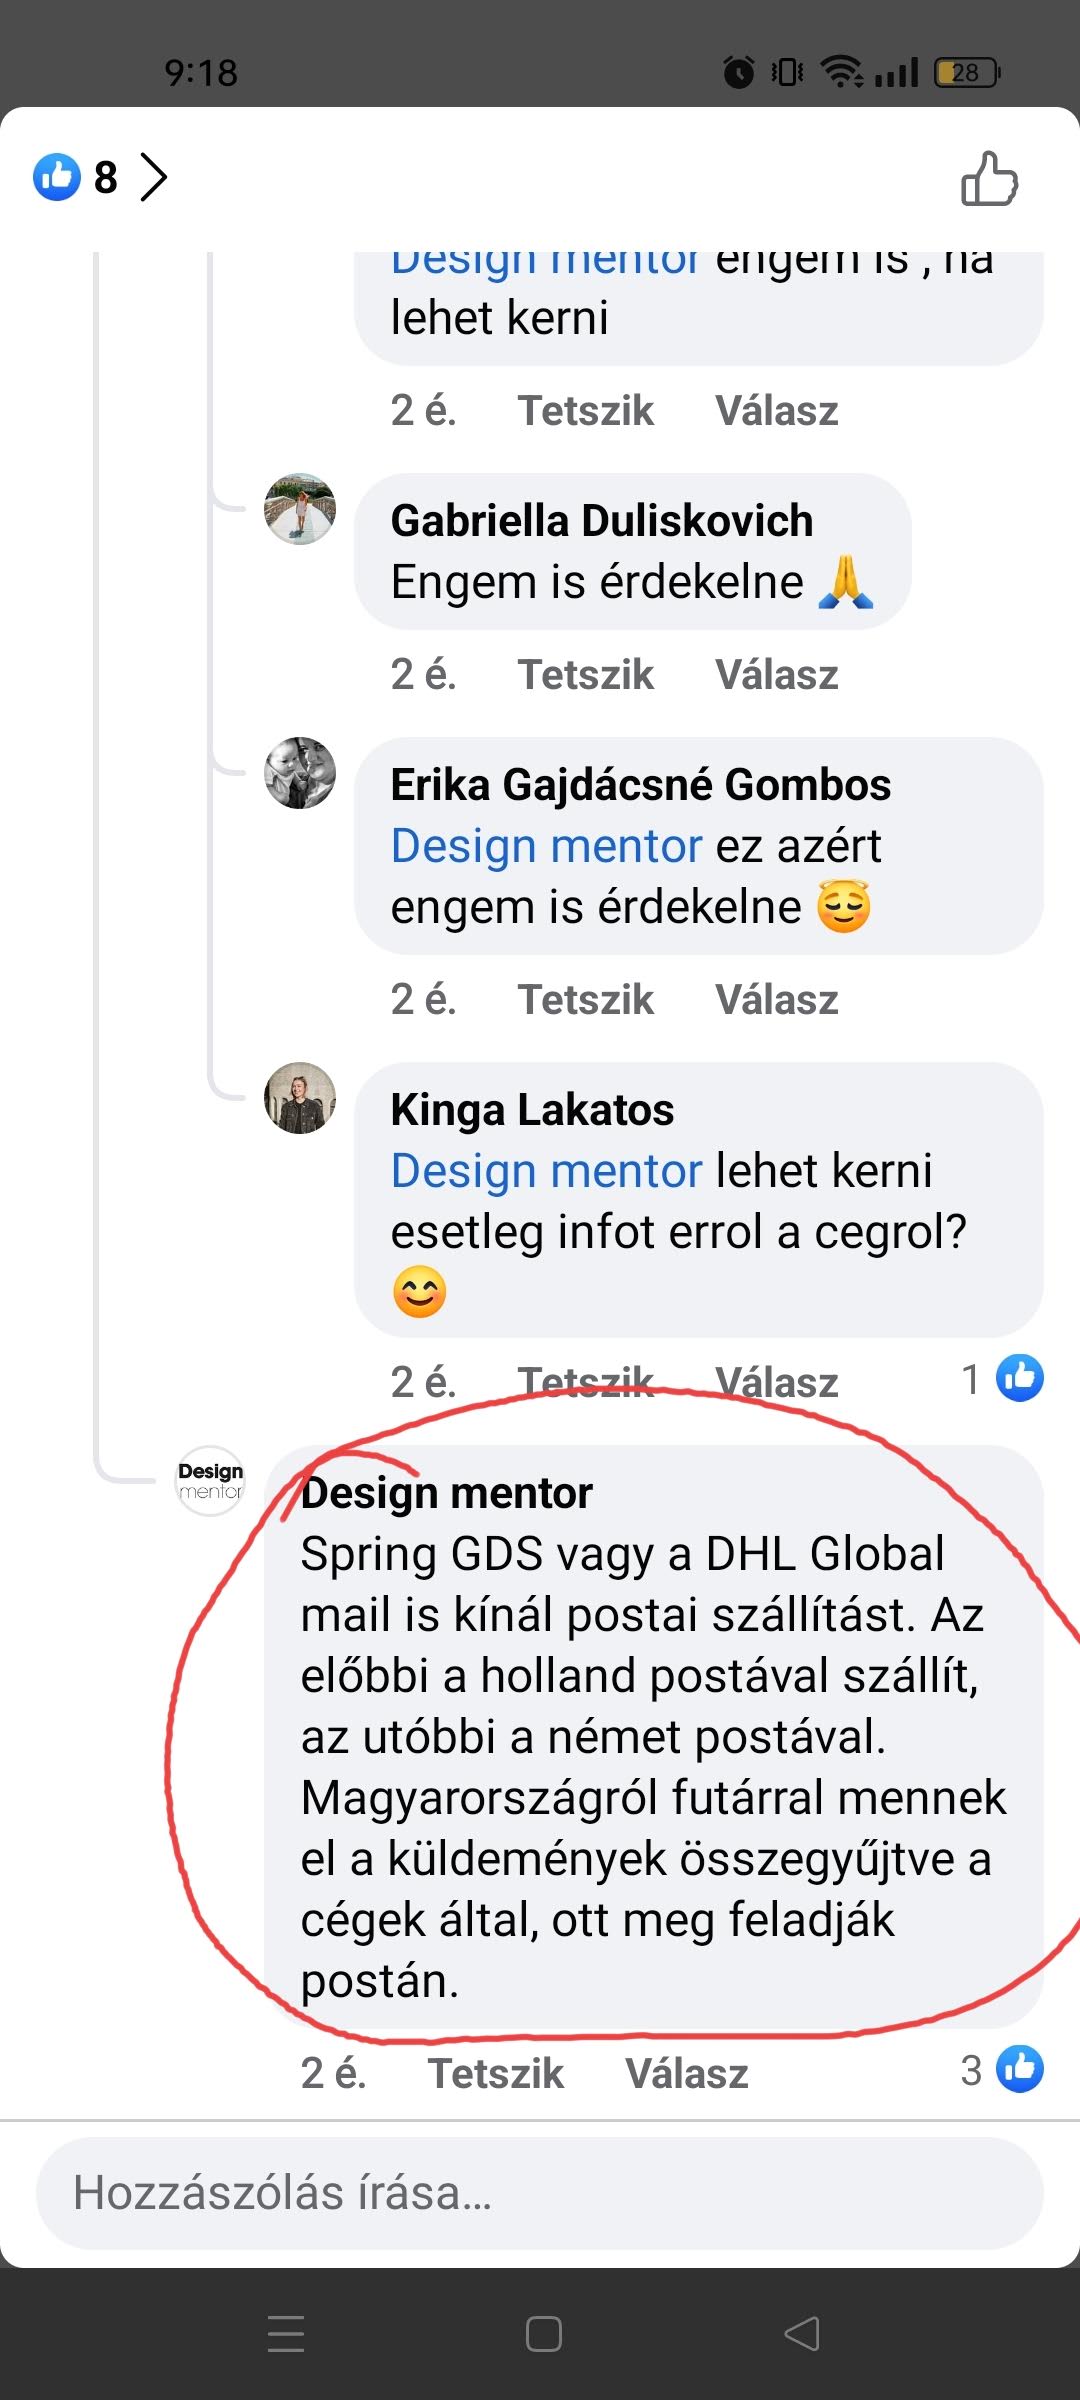 9:18
28
8
Design mentor engem is , ha
lehet kerni
2 é. Tetszik Válasz
Gabriella Duliskovich
Engem is érdekelne 🙏
2 é. Tetszik Válasz
Erika Gajdácsné Gombos
Design mentor ez azért
engem is érdekelne 😇
2 é. Tetszik Válasz
Kinga Lakatos
Design mentor lehet kerni
esetleg infot errol a cegrol?
😊
2 é. Tetszik Válasz 1
Design
mentor
Design mentor
Spring GDS vagy a DHL Global
mail is kínál postai szállítást. Az
előbbi a holland postával szállít,
az utóbbi a német postával.
Magyarországról futárral mennek
el a küldemények összegyűjtve a
cégek által, ott meg feladják
postán.
2 é. Tetszik Válasz 3
Hozzászólás írása...